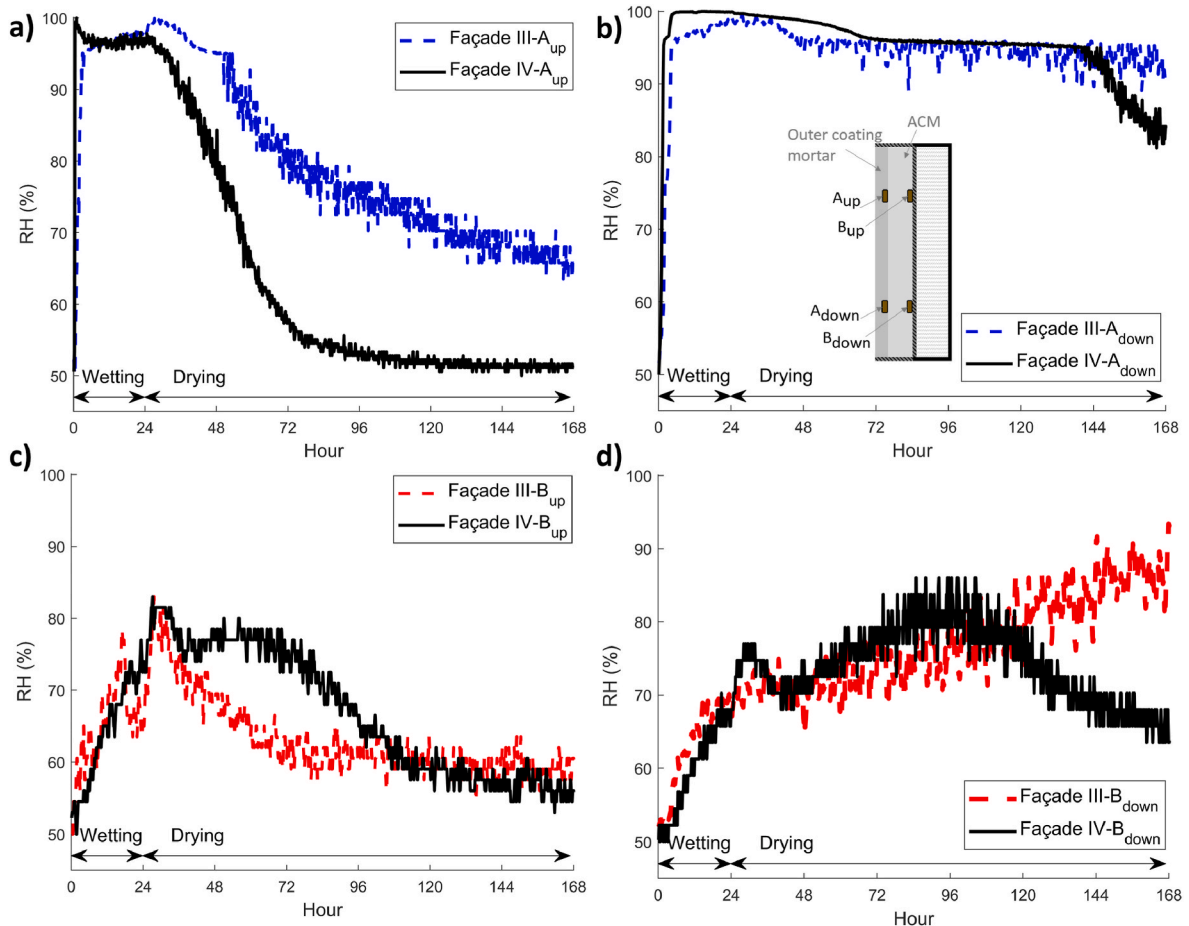 a)
100
90
80
70
60
50
RH (%)
Façade III-Aup
Façade IV-Aup
Wetting
Drying
0 24 48 72 96 120 144 168
Hour
b)
100
90
80
70
60
50
RH (%)
Outer coating
mortar
ACM
Aup
Bup
Adown
Bdown
Façade III-Adown
Façade IV-Adown
Wetting
Drying
0 24 48 72 96 120 144 168
Hour
c)
100
90
80
70
60
50
RH (%)
Façade III-Bup
Façade IV-Bup
Wetting
Drying
0 24 48 72 96 120 144 168
Hour
d)
100
90
80
70
60
50
RH (%)
Façade III-Bdown
Façade IV-Bdown
Wetting
Drying
0 24 48 72 96 120 144 168
Hour